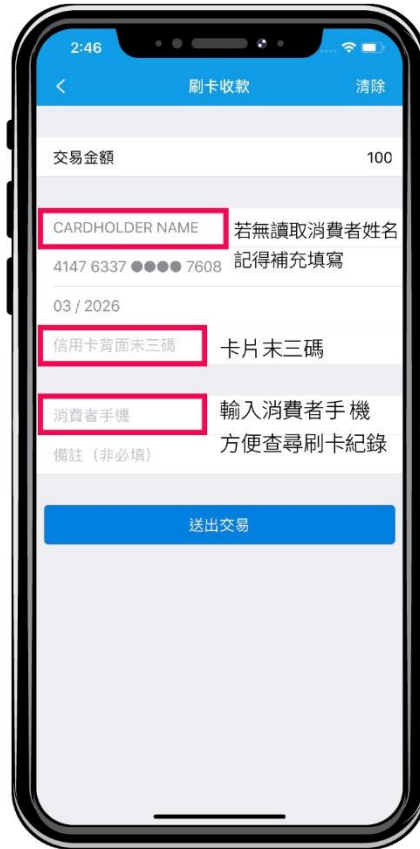 2:46
刷卡收款
清除
交易金額 100
CARDHOLDER NAME
若無讀取消費者姓名
記得補充填寫
4147 6337 ●●●● 7608
03 / 2026
信用卡背面末三碼
卡片末三碼
消費者手機
輸入消費者手機
方便查尋刷卡紀錄
備註（非必填）
送出交易